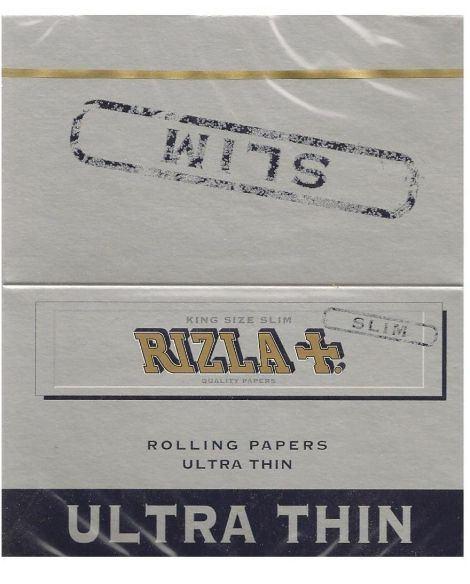 SLIM
KING SIZE SLIM
SLIM
RIZLA+.
QUALITY PAPERS
ROLLING PAPERS
ULTRA THIN
ULTRA THIN